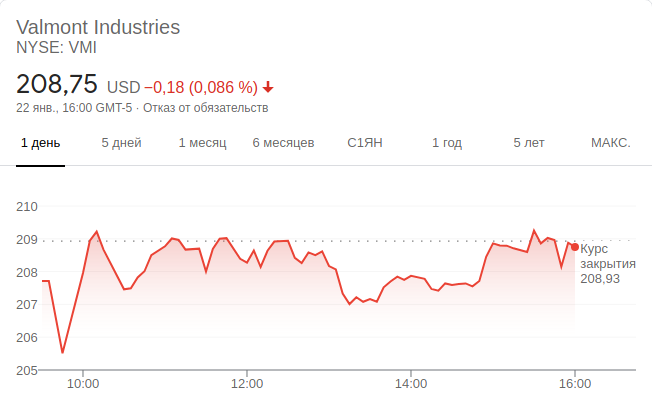 Valmont Industries
NYSE: VMI
208,75 USD −0,18 (0,086 %)
22 янв., 16:00 GMT-5 · Отказ от обязательств
1 день 5 дней 1 месяц 6 месяцев С1ЯН 1 год 5 лет МАКС.
210
209
208
207
206
205
Курс
закрытия
208,93
10:00 12:00 14:00 16:00